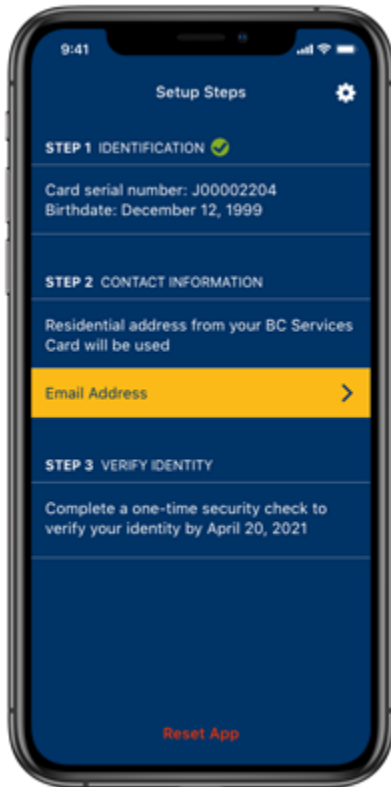 9:41
Setup Steps
STEP 1 IDENTIFICATION
Card serial number: J00002204
Birthdate: December 12, 1999
STEP 2 CONTACT INFORMATION
Residential address from your BC Services
Card will be used
Email Address
STEP 3 VERIFY IDENTITY
Complete a one-time security check to
verify your identity by April 20, 2021
Reset App